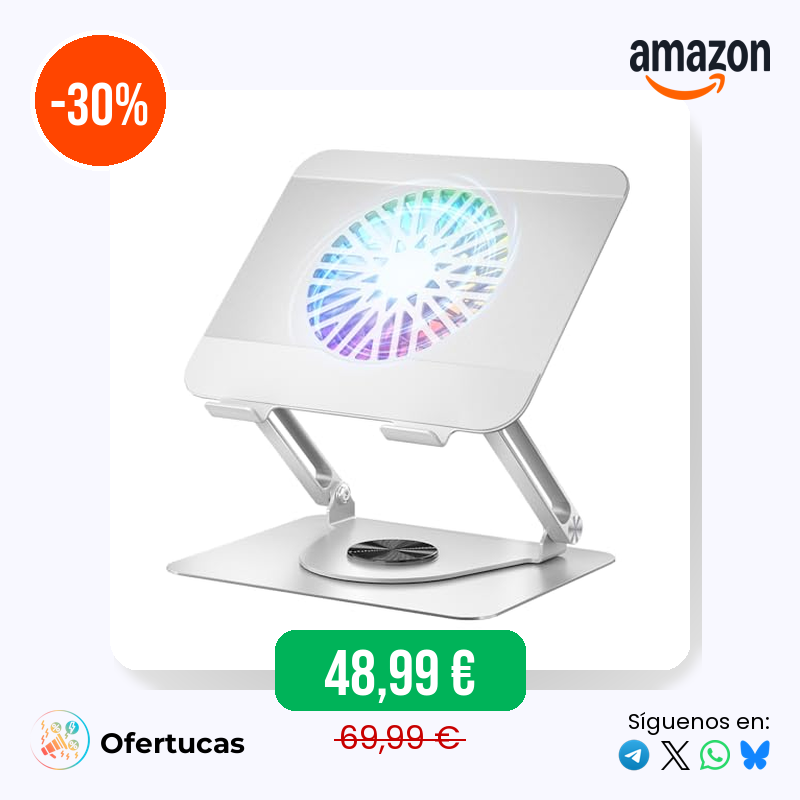 -30%
amazon
48,99 €
69,99 €
Ofertucas
Síguenos en: